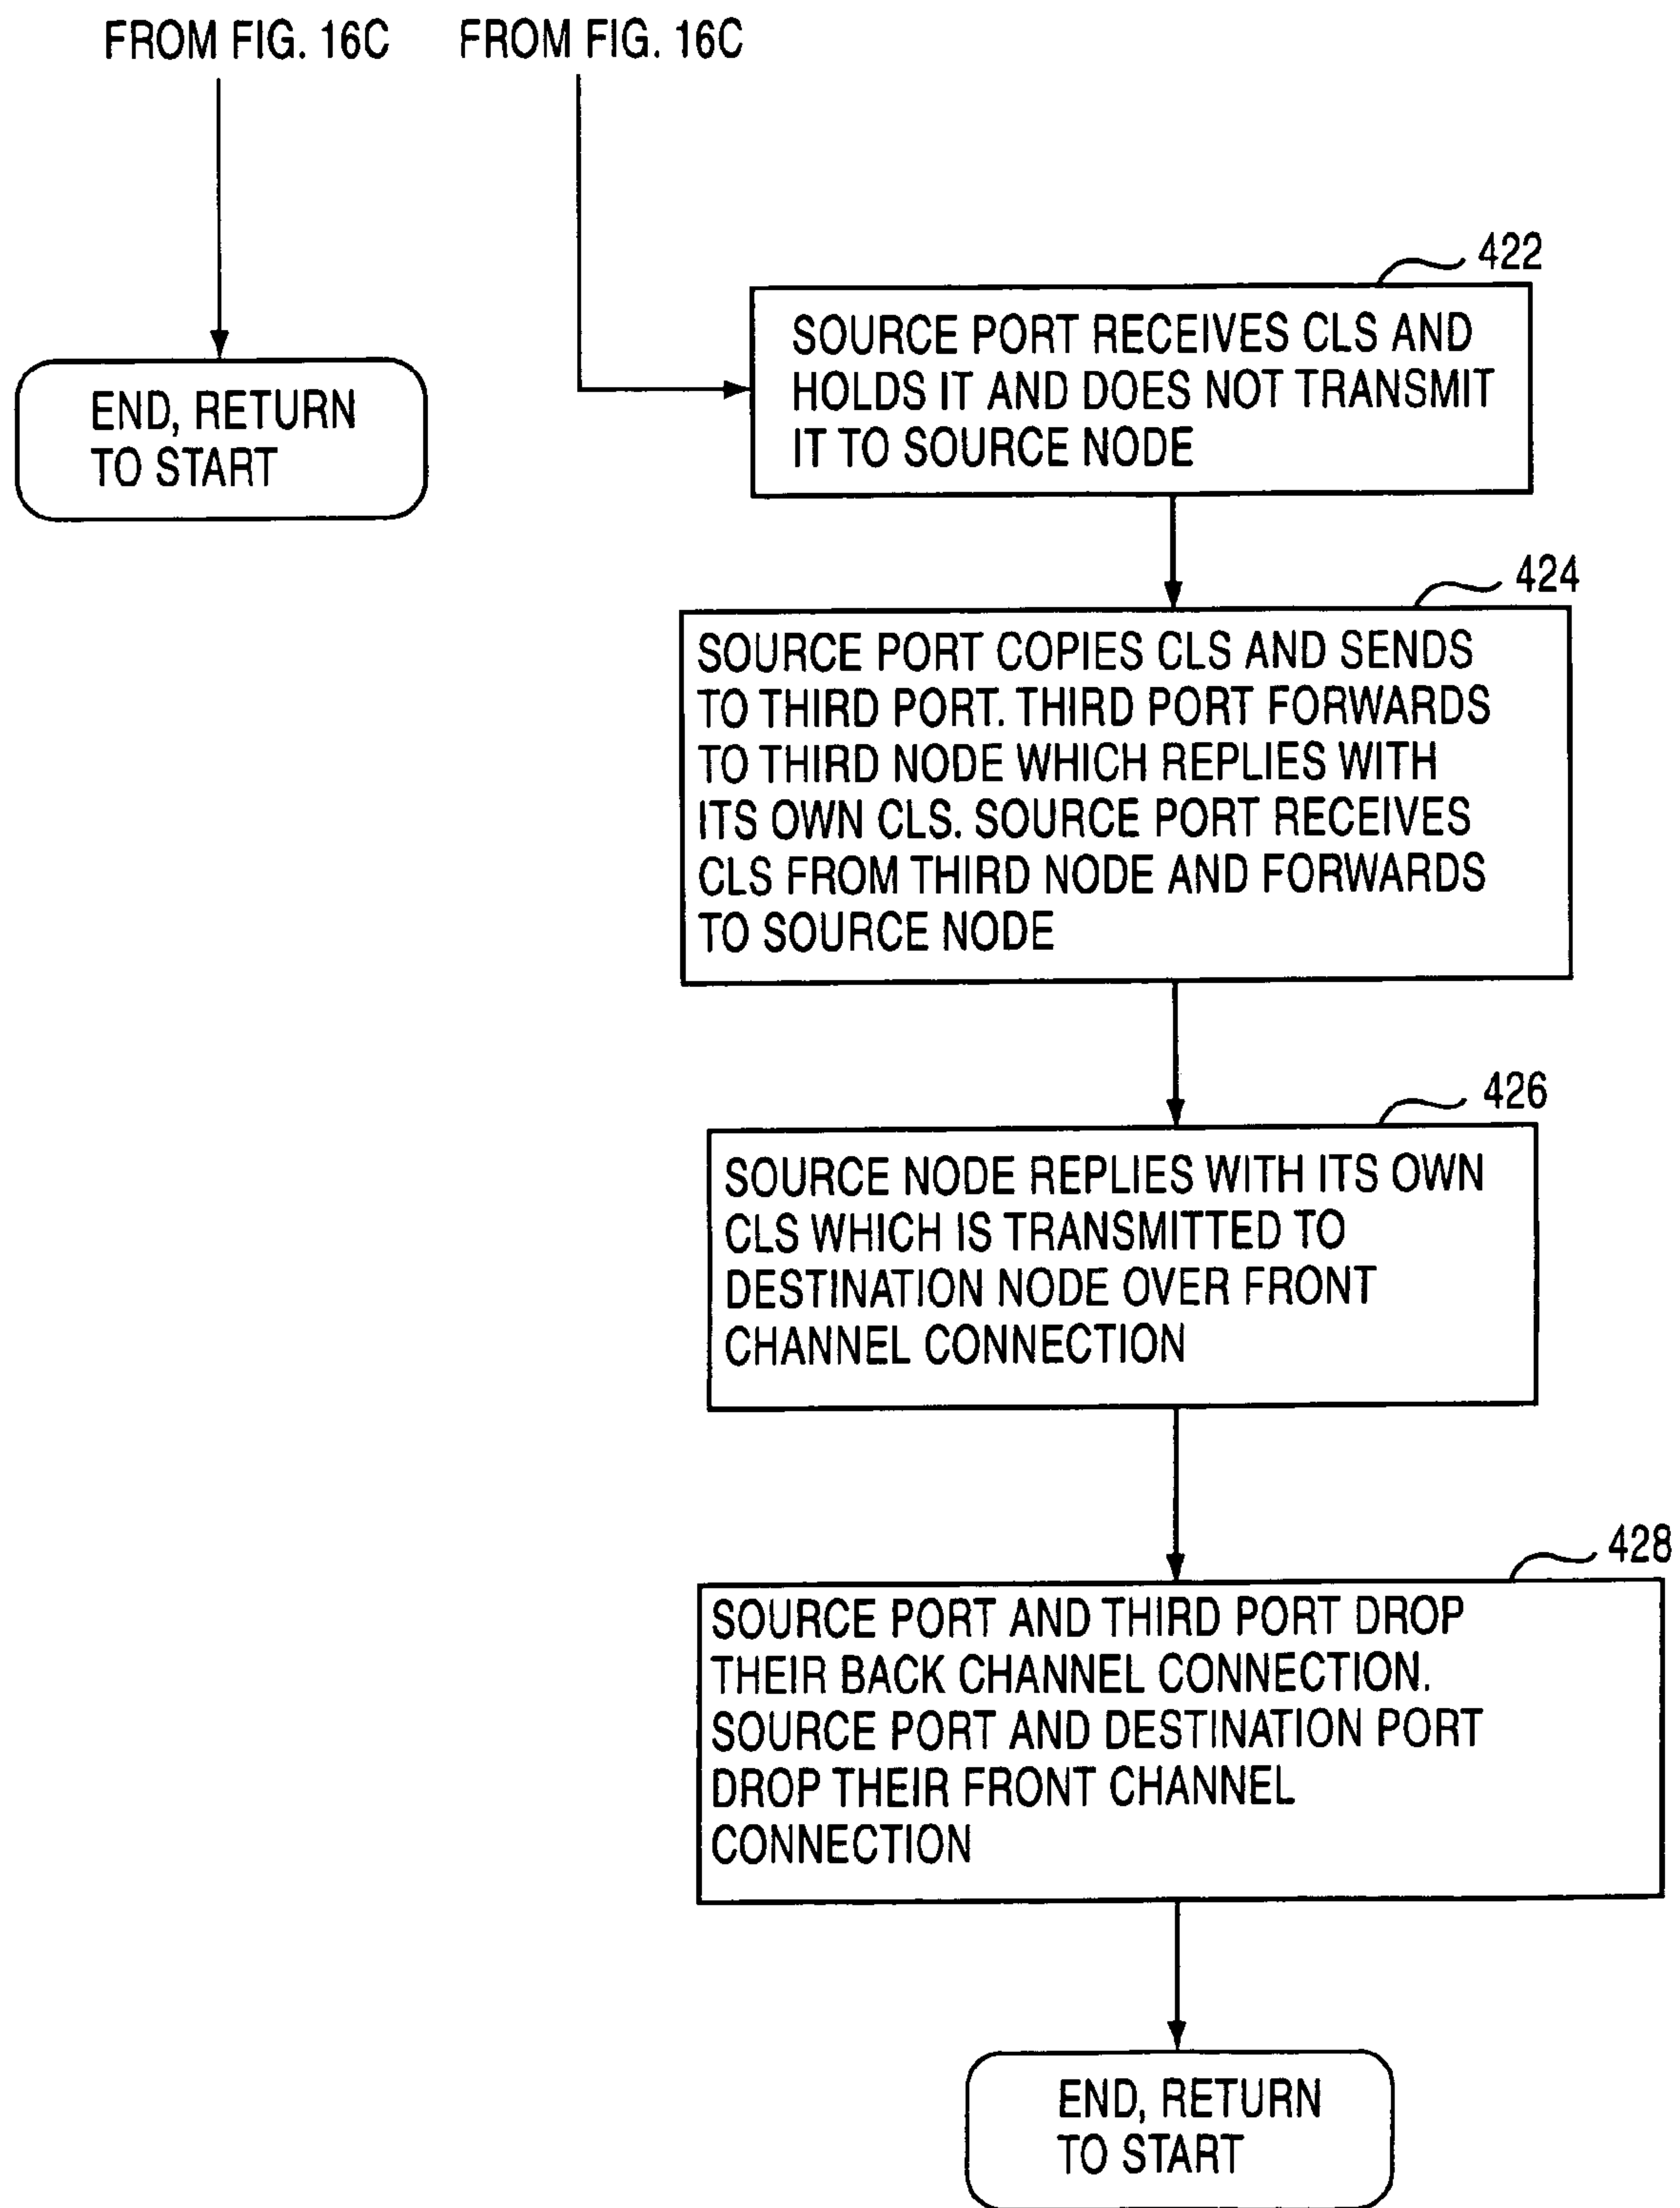 FROM FIG. 16C
FROM FIG. 16C
END, RETURN
TO START
422
SOURCE PORT RECEIVES CLS AND
HOLDS IT AND DOES NOT TRANSMIT
IT TO SOURCE NODE
424
SOURCE PORT COPIES CLS AND SENDS
TO THIRD PORT. THIRD PORT FORWARDS
TO THIRD NODE WHICH REPLIES WITH
ITS OWN CLS. SOURCE PORT RECEIVES
CLS FROM THIRD NODE AND FORWARDS
TO SOURCE NODE
426
SOURCE NODE REPLIES WITH ITS OWN
CLS WHICH IS TRANSMITTED TO
DESTINATION NODE OVER FRONT
CHANNEL CONNECTION
428
SOURCE PORT AND THIRD PORT DROP
THEIR BACK CHANNEL CONNECTION.
SOURCE PORT AND DESTINATION PORT
DROP THEIR FRONT CHANNEL
CONNECTION
END, RETURN
TO START